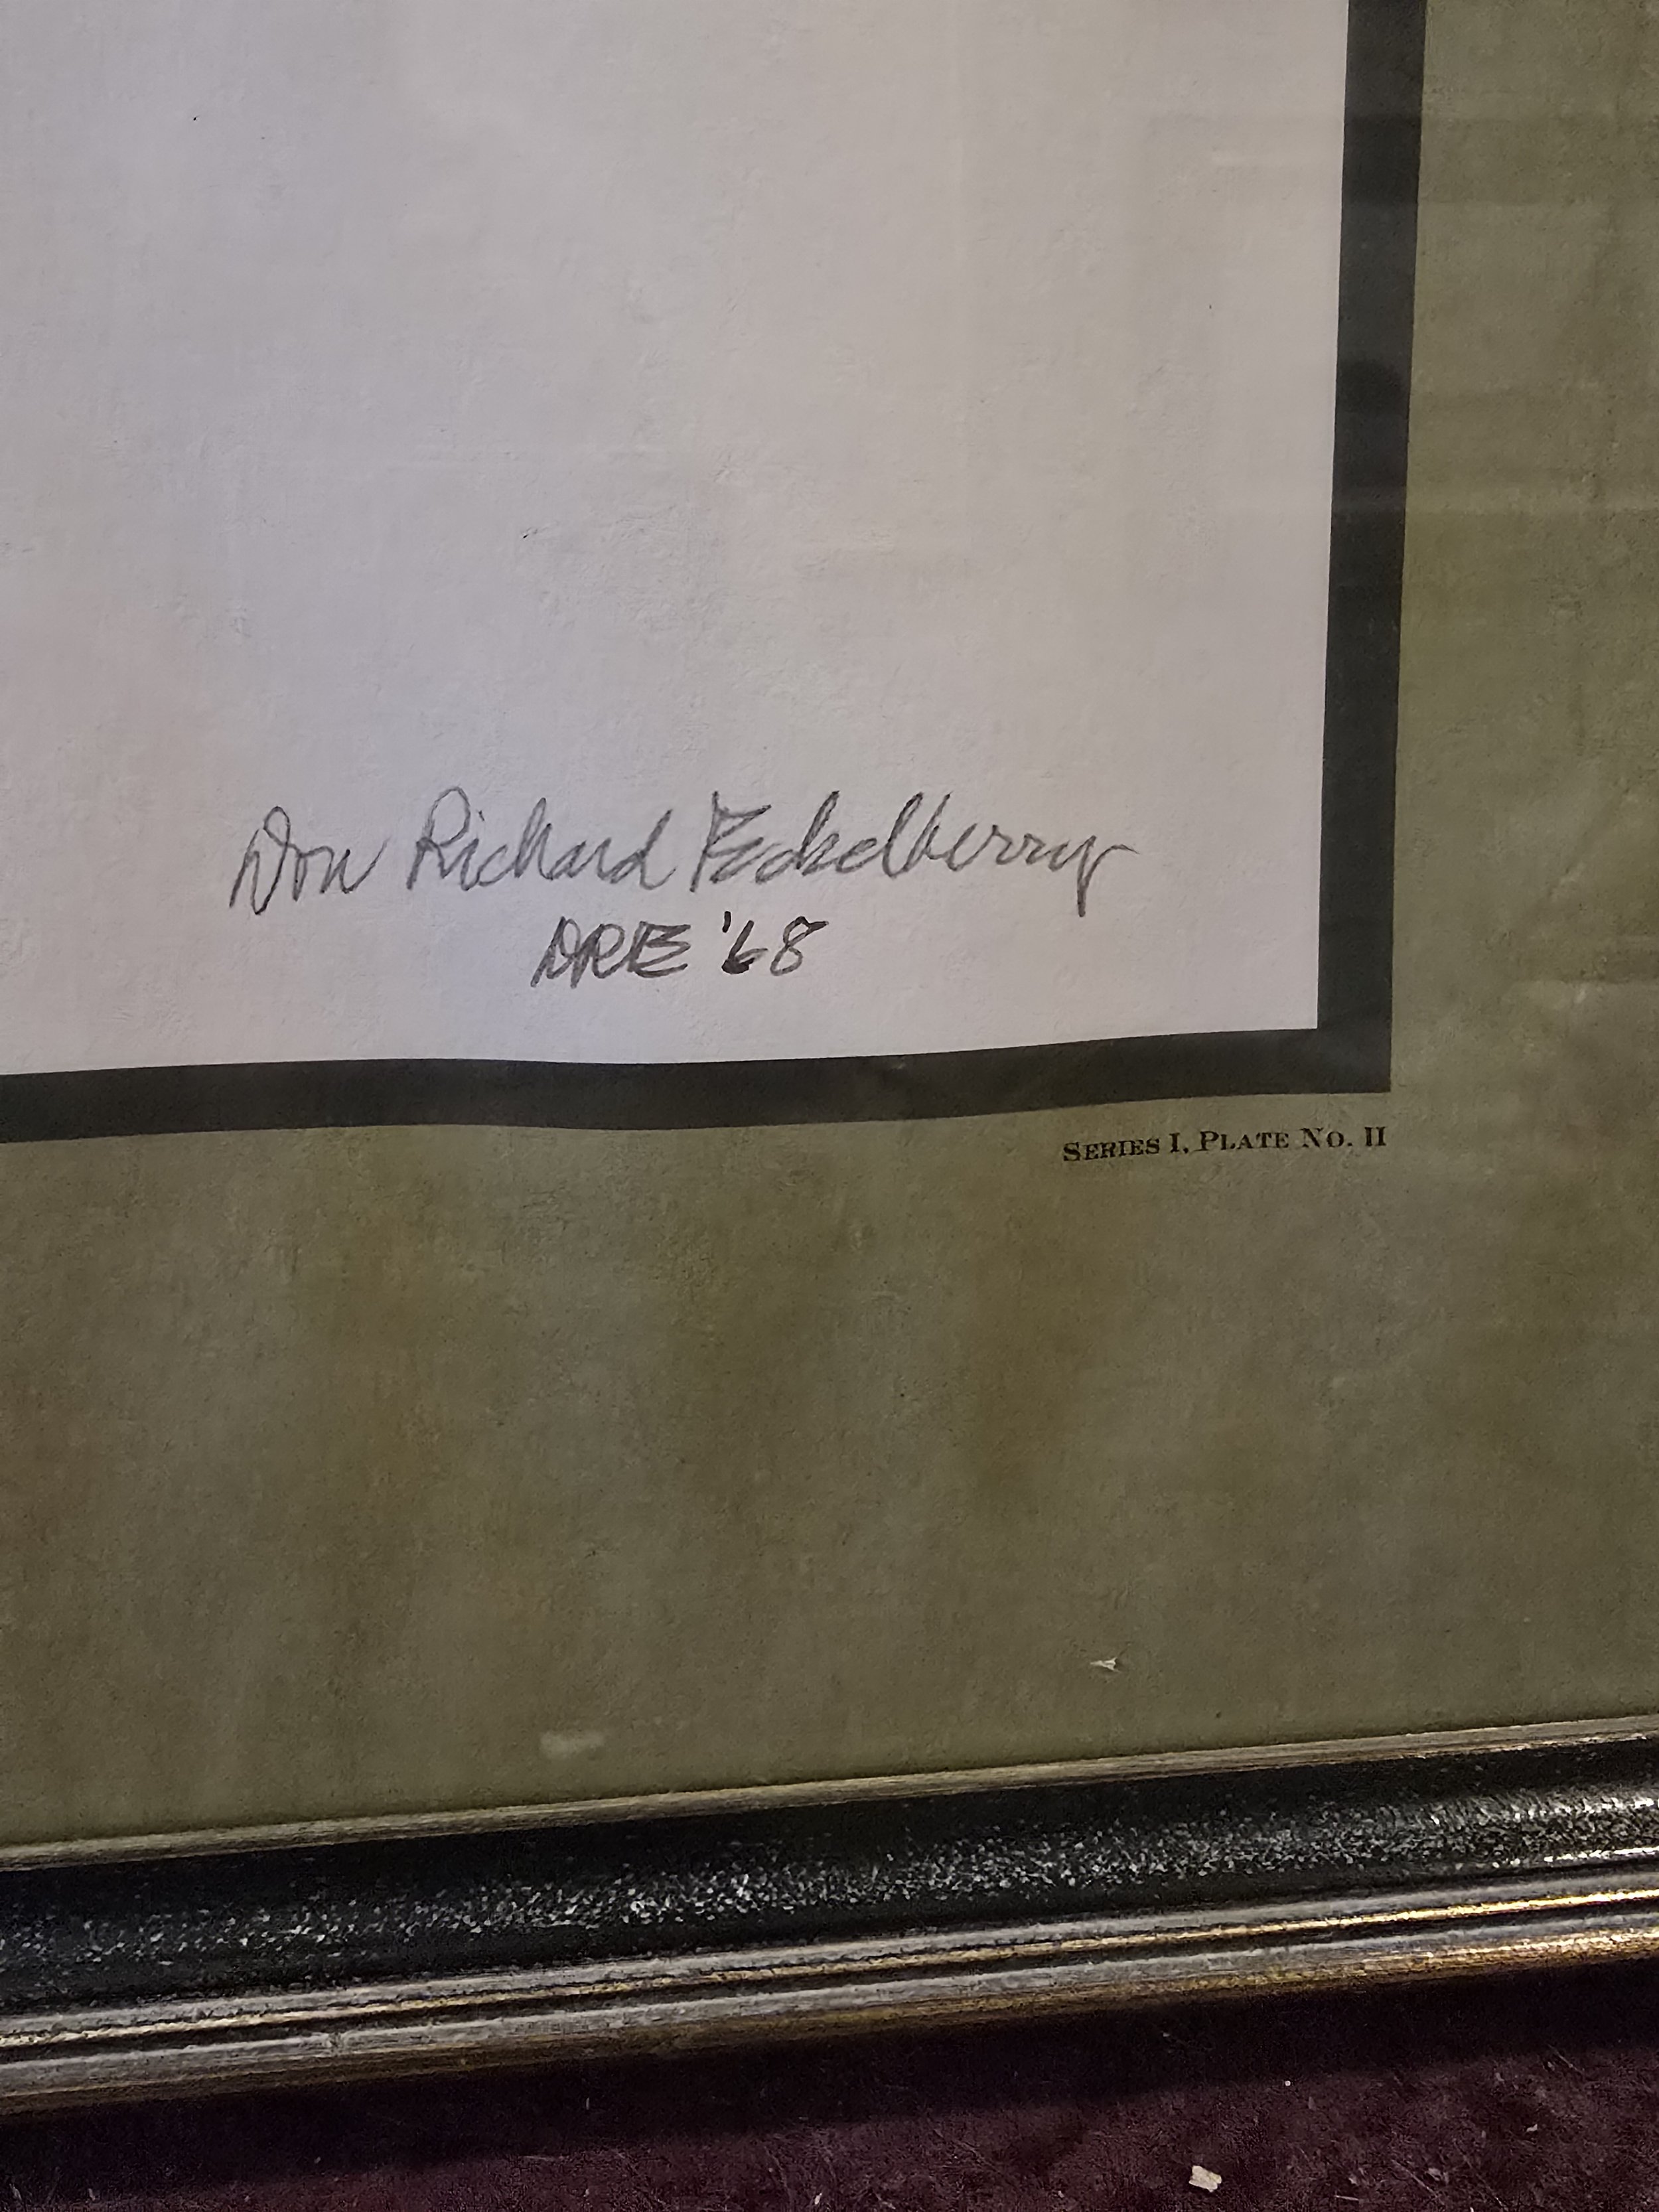 Don Richard Eckelberry
DRE '68
SERIES I, PLATE NO. II